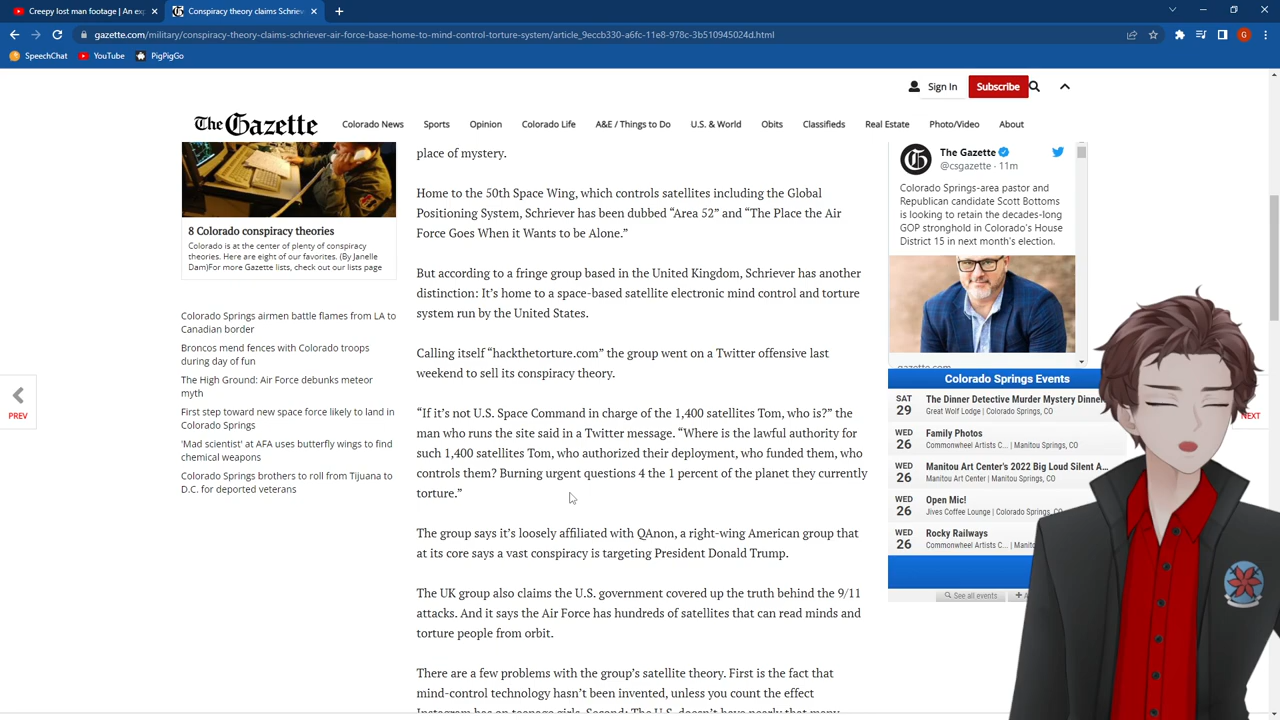 Creepy lost man footage | An ex
Conspiracy theory claims Schriev
gazette.com/military/conspiracy-theory-claims-schriever-air-force-base-home-to-mind-control-torture-system/article_9eccb330-a6fc-11e8-978c-3b510945024d.html
G
SpeechChat
YouTube
PigPigGo
Sign In
Subscribe
The Gazette
Colorado News
Sports
Opinion
Colorado Life
A&E / Things to Do
U.S. & World
Obits
Classifieds
Real Estate
Photo/Video
About
8 Colorado conspiracy theories
Colorado is at the center of plenty of conspiracy
theories. Here are eight of our favorites. (By Janelle
Dam)For more Gazette lists, check out our lists page
Colorado Springs airmen battle flames from LA to
Canadian border
Broncos mend fences with Colorado troops
during day of fun
The High Ground: Air Force debunks meteor
myth
First step toward new space force likely to land in
Colorado Springs
'Mad scientist' at AFA uses butterfly wings to find
chemical weapons
Colorado Springs brothers to roll from Tijuana to
D.C. for deported veterans
PREV
place of mystery.
Home to the 50th Space Wing, which controls satellites including the Global
Positioning System, Schriever has been dubbed “Area 52” and “The Place the Air
Force Goes When it Wants to be Alone.”
But according to a fringe group based in the United Kingdom, Schriever has another
distinction: It’s home to a space-based satellite electronic mind control and torture
system run by the United States.
Calling itself “hackthetorture.com” the group went on a Twitter offensive last
weekend to sell its conspiracy theory.
“If it’s not U.S. Space Command in charge of the 1,400 satellites Tom, who is?” the
man who runs the site said in a Twitter message. “Where is the lawful authority for
such 1,400 satellites Tom, who authorized their deployment, who funded them, who
controls them? Burning urgent questions 4 the 1 percent of the planet they currently
torture.”
The group says it’s loosely affiliated with QAnon, a right-wing American group that
at its core says a vast conspiracy is targeting President Donald Trump.
The UK group also claims the U.S. government covered up the truth behind the 9/11
attacks. And it says the Air Force has hundreds of satellites that can read minds and
torture people from orbit.
There are a few problems with the group’s satellite theory. First is the fact that
mind-control technology hasn’t been invented, unless you count the effect
Instagram has on teenage girls. Second: The U.S. doesn’t have nearly that many
The Gazette
@csgazette · 11m
Colorado Springs-area pastor and
Republican candidate Scott Bottoms
is looking to retain the decades-long
GOP stronghold in Colorado’s House
District 15 in next month’s election.
gazette.com
Colorado Springs Events
SAT
29
The Dinner Detective Murder Mystery Dinner
Great Wolf Lodge | Colorado Springs, CO
WED
26
Family Photos
Commonwheel Artists C... | Manitou Springs, CO
WED
26
Manitou Art Center's 2022 Big Loud Silent A...
Manitou Art Center | Manitou Springs, CO
WED
26
Open Mic!
Jives Coffee Lounge | Colorado Springs, CO
WED
26
Rocky Railways
Commonwheel Artists C... | Manito
See all events
NEXT